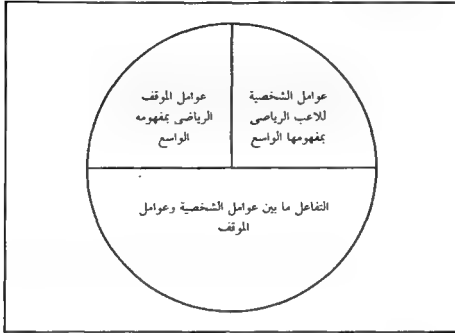 عوامل الشخصية
للاعب الرياضى
بمفهومها الواسع
عوامل الموقف
الرياضى بمفهومه
الواسع
التفاعل ما بين عوامل الشخصية وعوامل
الموقف